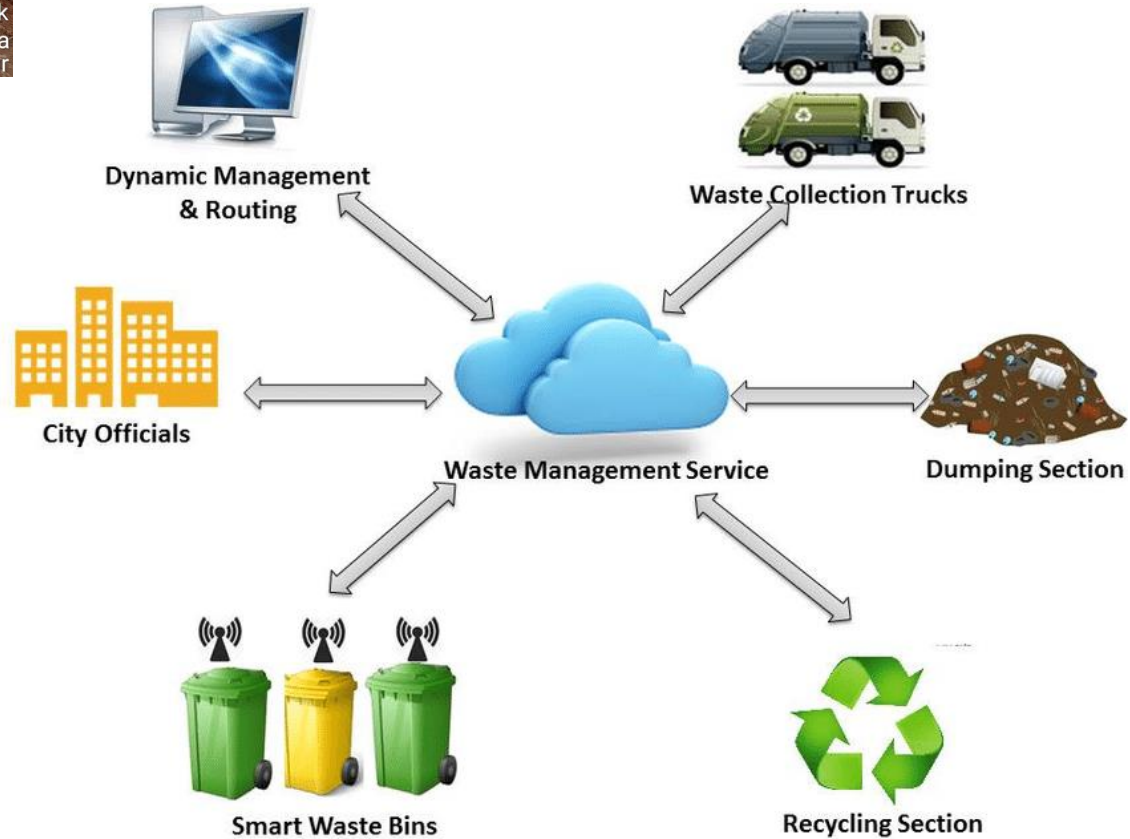 k
a
r
Dynamic Management
& Routing
Waste Collection Trucks
City Officials
Waste Management Service
Dumping Section
Smart Waste Bins
Recycling Section